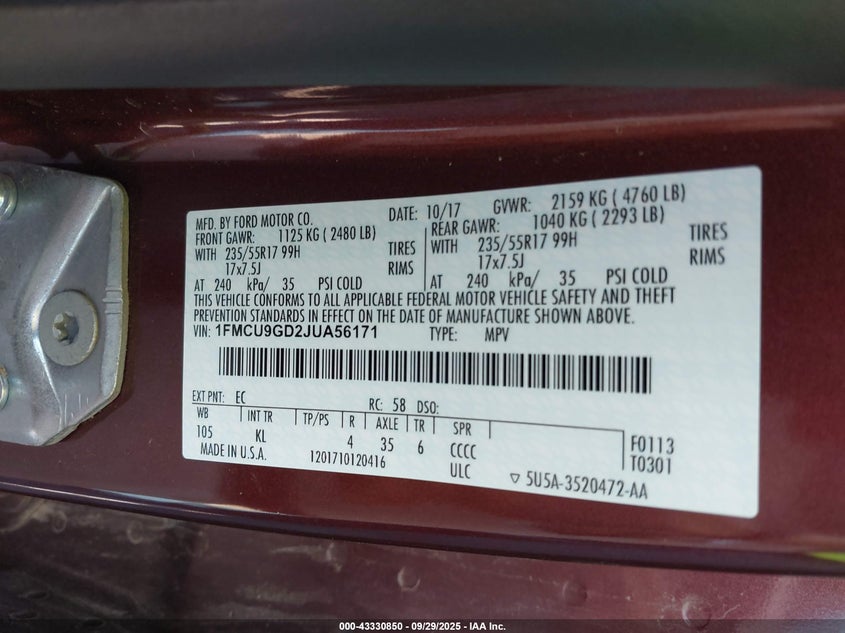 MFD. BY FORD MOTOR CO. DATE: 10/17 GVWR: 2159 KG ( 4760 LB)
FRONT GAWR: 1125 KG ( 2480 LB) REAR GAWR: 1040 KG ( 2293 LB)
WITH 235/55R17 99H TIRES WITH 235/55R17 99H TIRES
17x7.5J RIMS 17x7.5J RIMS
AT 240 kPa/ 35 PSI COLD AT 240 kPa/ 35 PSI COLD
THIS VEHICLE CONFORMS TO ALL APPLICABLE FEDERAL MOTOR VEHICLE SAFETY AND THEFT
PREVENTION STANDARDS IN EFFECT ON THE DATE OF MANUFACTURE SHOWN ABOVE.
VIN: 1FMCU9GD2JUA56171 TYPE: MPV
EXT PNT: EC RC: 58 DSO:
WB INT TR TP/PS R AXLE TR SPR
105 KL 4 35 6 CCCC F0113
MADE IN U.S.A. 1201710120416 ULC T0301
▽ 5U5A-3520472-AA
000-43330850 - 09/29/2025 - IAA Inc.